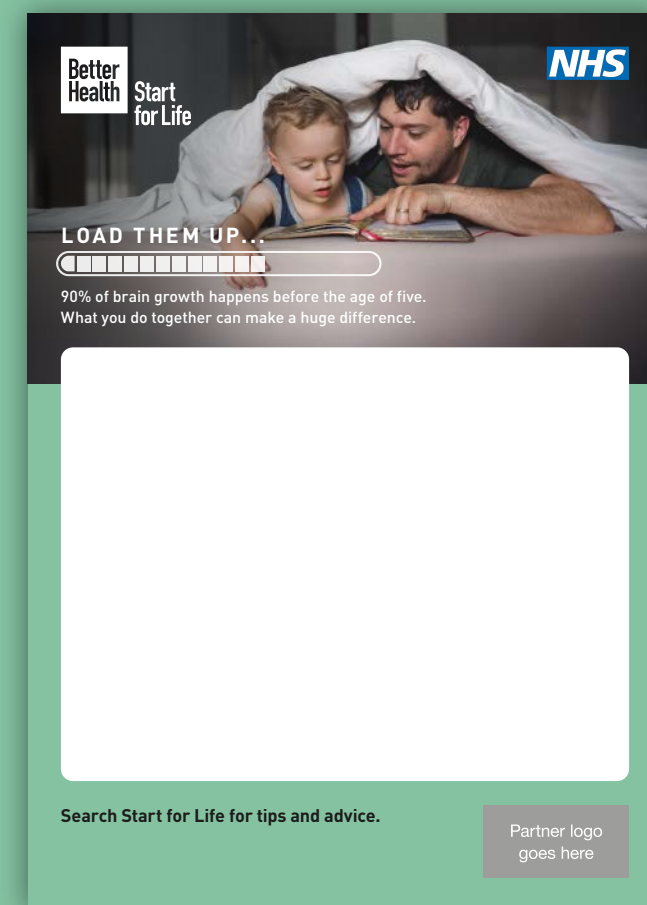 Better
Health
Start
for Life
NHS
LOAD THEM UP...
90% of brain growth happens before the age of five.
What you do together can make a huge difference.
Search Start for Life for tips and advice.
Partner logo
goes here